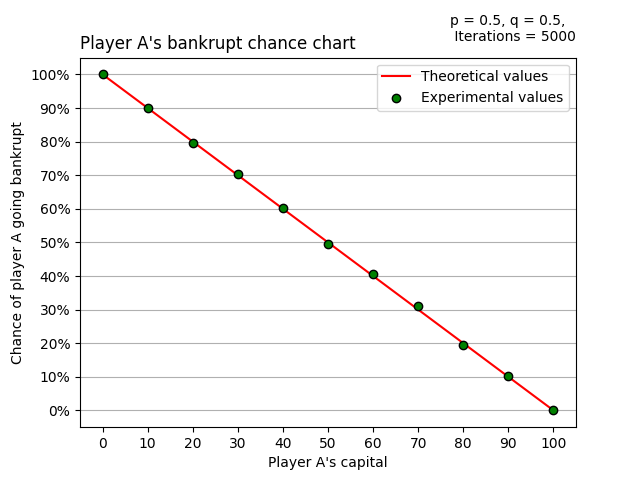 p = 0.5, q = 0.5,
Iterations = 5000
Player A's bankrupt chance chart
Theoretical values
Experimental values
Chance of player A going bankrupt
100%
90%
80%
70%
60%
50%
40%
30%
20%
10%
0%
0 10 20 30 40 50 60 70 80 90 100
Player A's capital